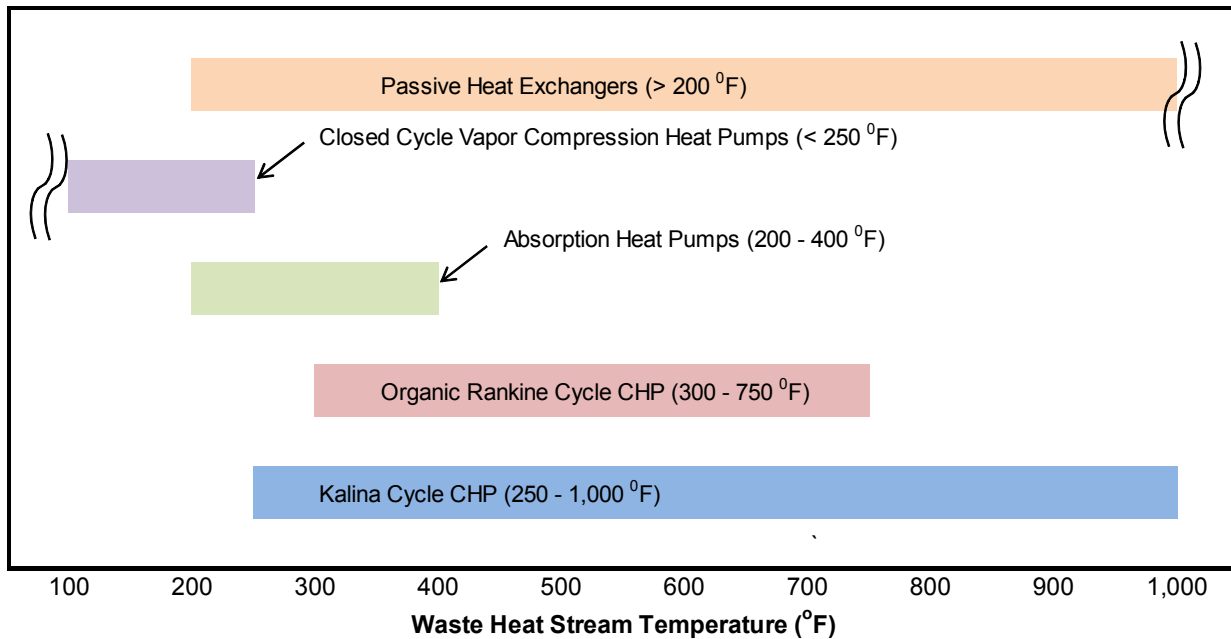 Passive Heat Exchangers (> 200 ⁰F)
Closed Cycle Vapor Compression Heat Pumps (< 250 ⁰F)
Absorption Heat Pumps (200 - 400 ⁰F)
Organic Rankine Cycle CHP (300 - 750 ⁰F)
Kalina Cycle CHP (250 - 1,000 ⁰F)
`
100 200 300 400 500 600 700 800 900 1,000
Waste Heat Stream Temperature (⁰F)